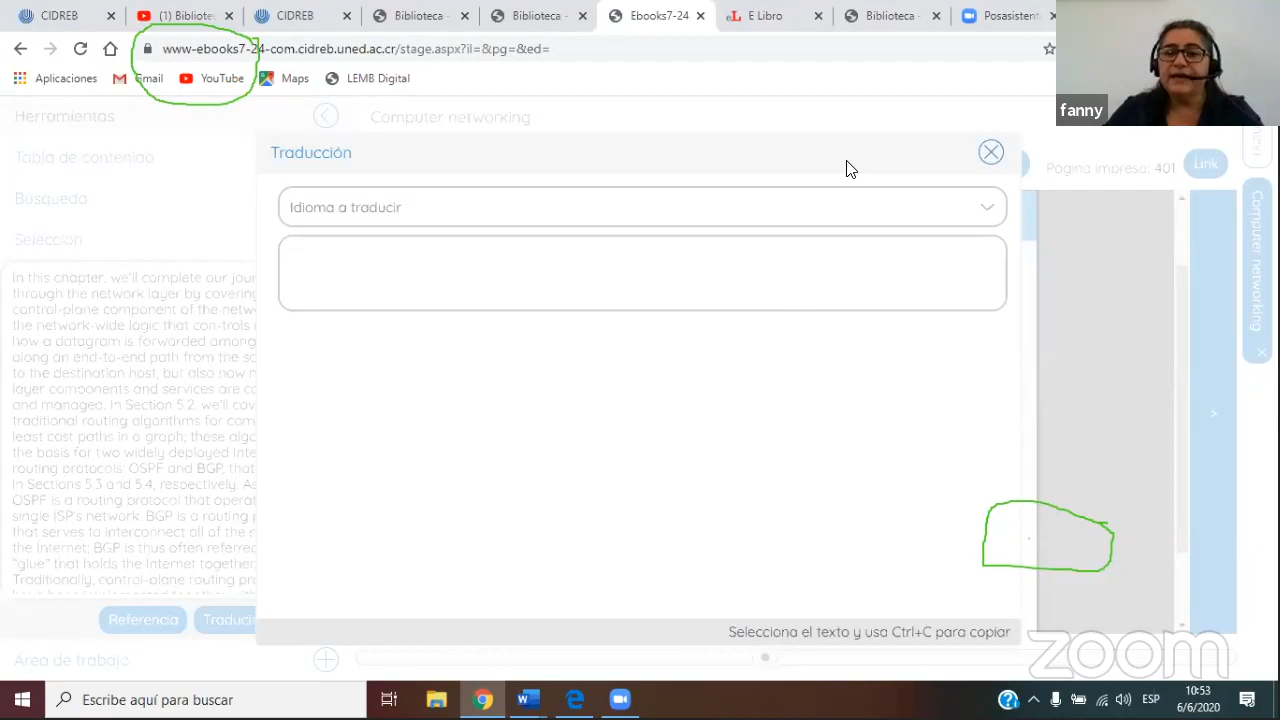 CIDREB
(1) Bibliote
CIDREB
Biblioteca -
Biblioteca -
Ebooks7-24
E Libro
Biblioteca -
Posasistent
www-ebooks7-24-com.cidreb.uned.ac.cr/stage.aspx?il=&pg=&ed=
Aplicaciones
Gmail
YouTube
Maps
LEMB Digital
fanny
Herramientas
Computer networking
Tabla de contenido
Traducción
Página impresa: 401
Link
Búsqueda
Idioma a traducir
Selección
Computer networking
In this chapter, we'll complete our jour
through the network layer by covering
control-plane component of the netw
the network-wide logic that con-trols
how a datagram is forwarded among
along an end-to-end path from the so
to the destination host, but also how
layer components and services are co
and managed. In Section 5.2, we'll cov
traditional routing algorithms for com
least cost paths in a graph; these algo
the basis for two widely deployed Inte
routing protocols: OSPF and BGP, that
in Sections 5.3 and 5.4, respectively. As
OSPF is a routing protocol that operat
single ISP's network. BGP is a routing p
that serves to interconnect all of the n
the Internet; BGP is thus often referred
"glue" that holds the Internet together.
Traditionally, control-plane routing pro
>
Referencia
Traducir
Selecciona el texto y usa Ctrl+C para copiar
Área de trabajo
zoom
Escribe aquí para buscar
ESP
10:53
6/6/2020